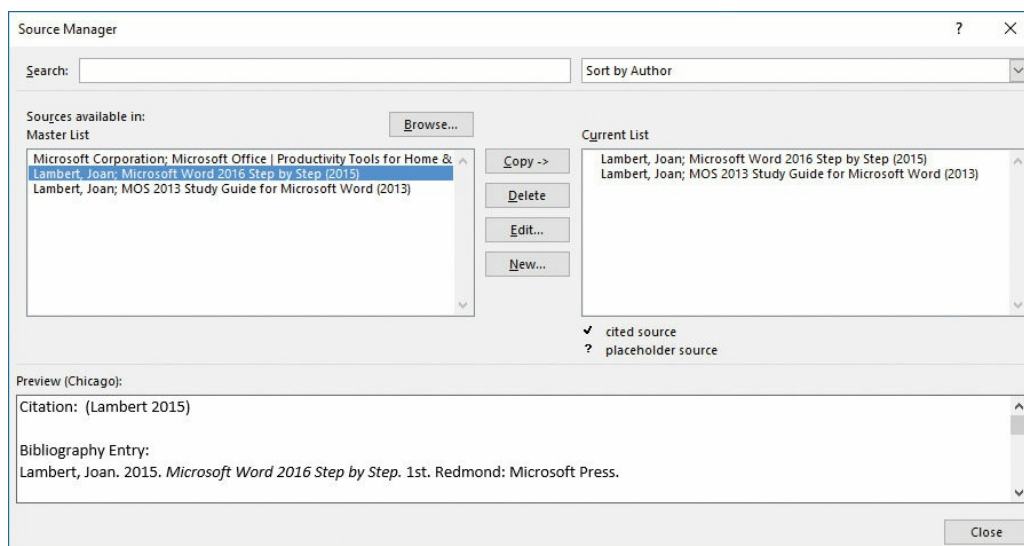 Source Manager
?
Search:
Sort by Author
Sources available in:
Master List
Browse...
Current List
Microsoft Corporation; Microsoft Office | Productivity Tools for Home &
Lambert, Joan; Microsoft Word 2016 Step by Step (2015)
Lambert, Joan; MOS 2013 Study Guide for Microsoft Word (2013)
Copy ->
Delete
Edit...
New...
Lambert, Joan; Microsoft Word 2016 Step by Step (2015)
Lambert, Joan; MOS 2013 Study Guide for Microsoft Word (2013)
✓ cited source
? placeholder source
Preview (Chicago):
Citation: (Lambert 2015)
Bibliography Entry:
Lambert, Joan. 2015. Microsoft Word 2016 Step by Step. 1st. Redmond: Microsoft Press.
Close